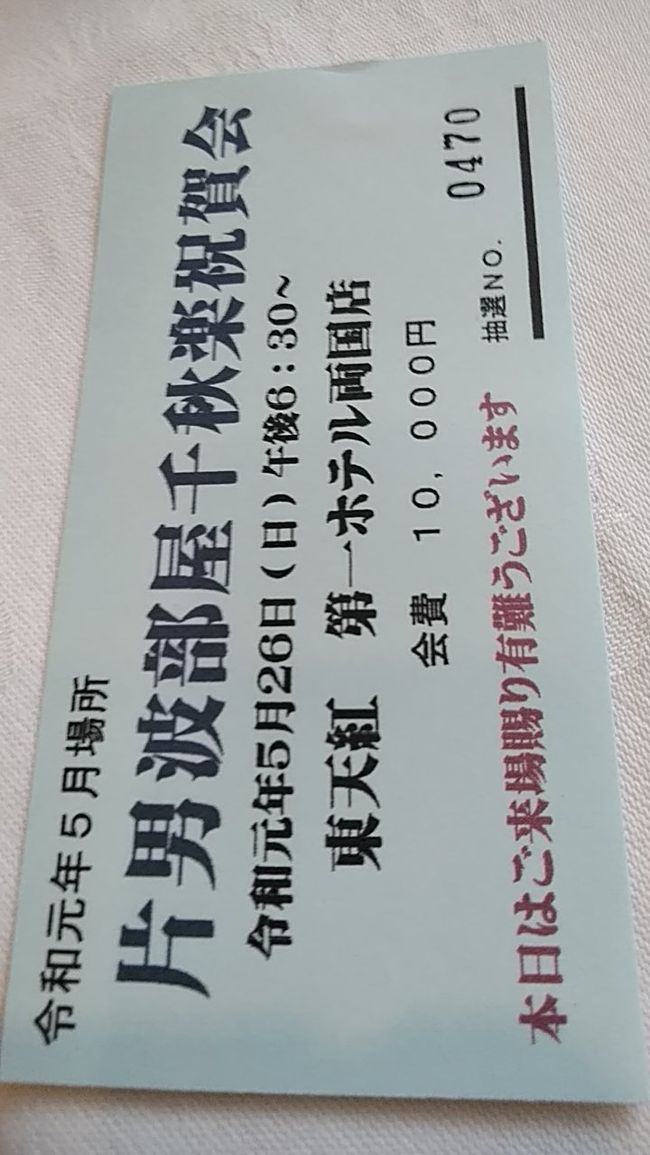 令和元年5月場所
片男波部屋千秋楽祝賀会
令和元年5月26日(日)午後6:30~
東天紅 第一ホテル両国店
会費 10,000円
抽選NO. 0470
本日はご来場賜り有難うございます